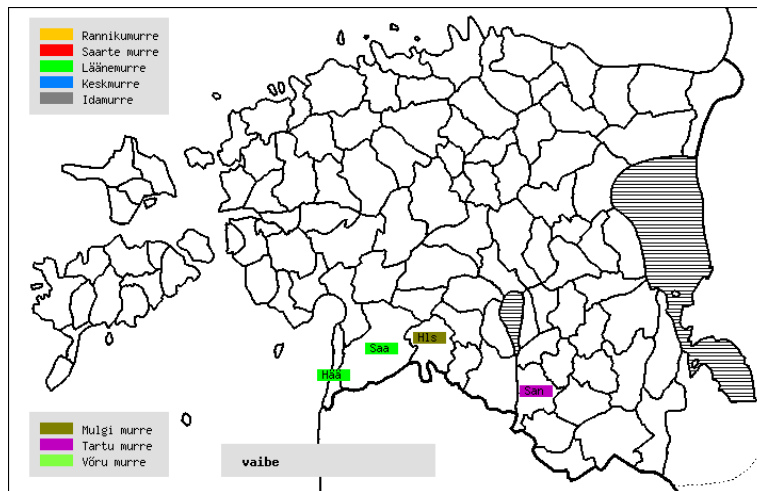 Rannikumurre
Saarte murre
Läänemurre
Keskmurre
Idamurre
Hls
Saa
Hää
San
Mulgi murre
Tartu murre
Võru murre
vaibe